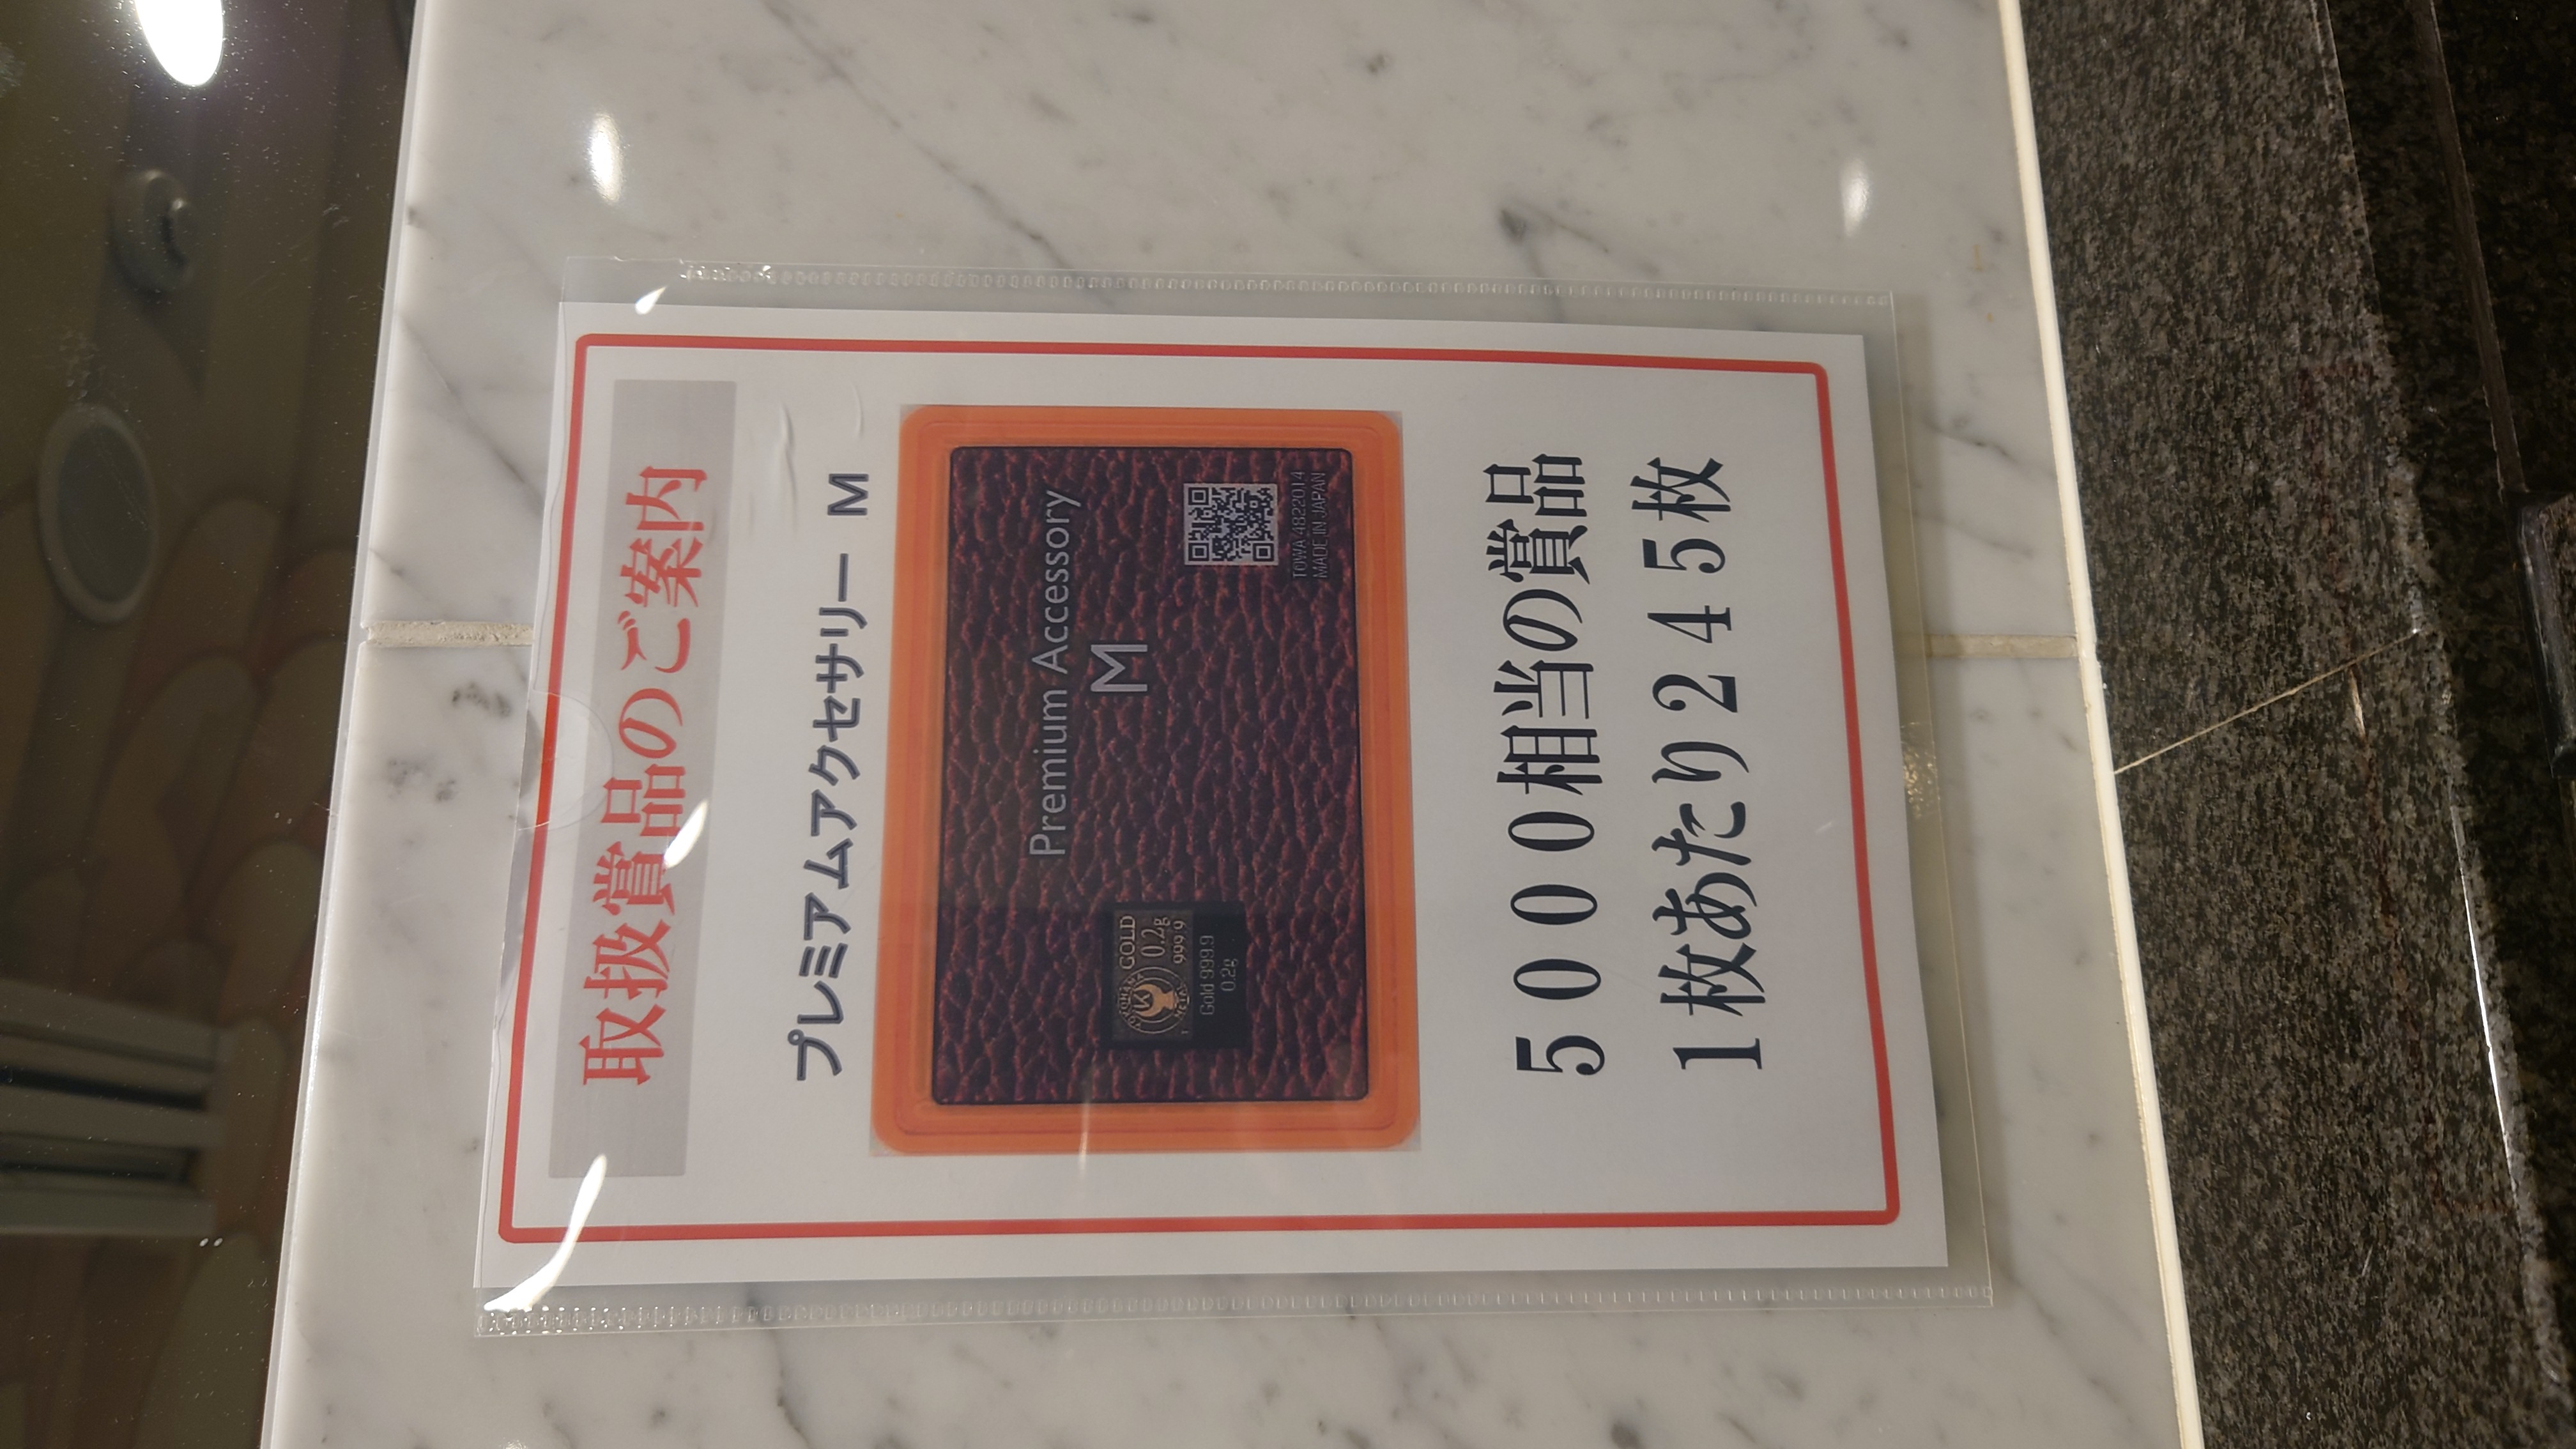 取扱賞品のご案内
プレミアムアクセサリー M
Premium Accessory
M
GOLD
0.2g
999.9
Gold 999.9
0.2g
TOWA 48222014
MADE IN JAPAN
5000相当の賞品
1枚あたり245枚